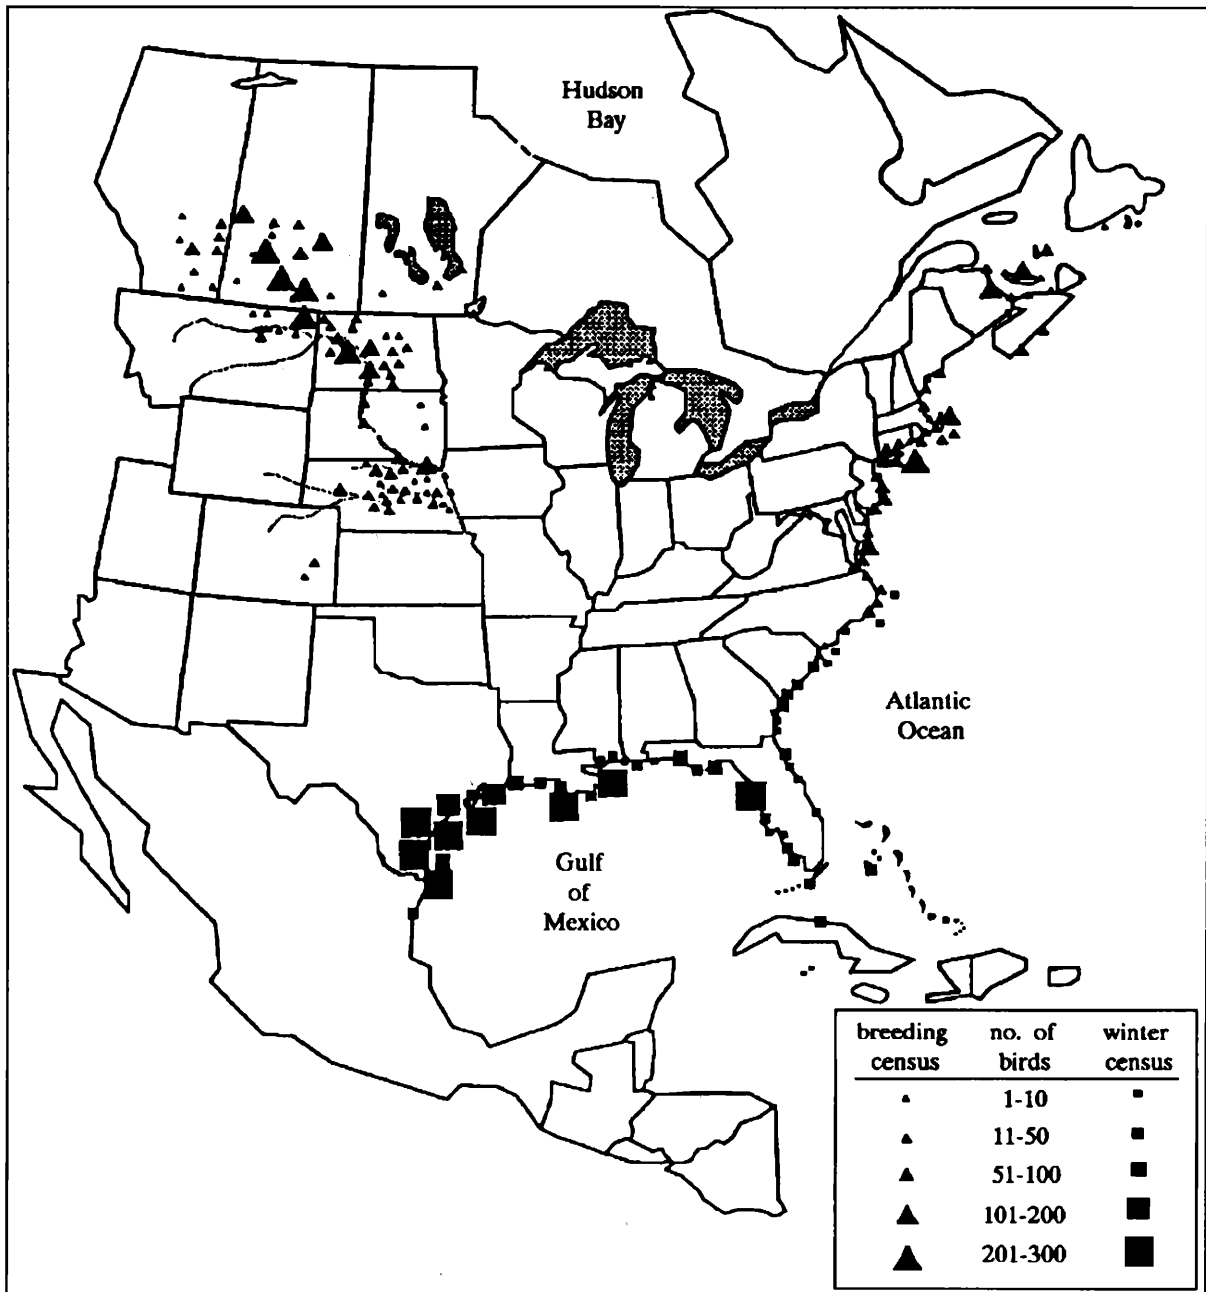 Hudson
Bay
Atlantic
Ocean
Gulf
of
Mexico
breeding no. of winter
census birds census
1-10
11-50
51-100
101-200
201-300